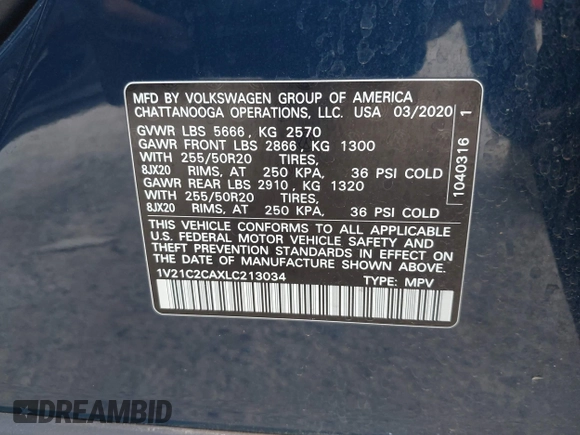 MFD BY VOLKSWAGEN GROUP OF AMERICA
CHATTANOOGA OPERATIONS, LLC. USA 03/2020
GVWR LBS 5666, KG 2570
GAWR FRONT LBS 2866, KG 1300
WITH 255/50R20 TIRES,
8JX20 RIMS, AT 250 KPA, 36 PSI COLD
GAWR REAR LBS 2910, KG 1320
WITH 255/50R20 TIRES,
8JX20 RIMS, AT 250 KPA, 36 PSI COLD
THIS VEHICLE CONFORMS TO ALL APPLICABLE
U.S. FEDERAL MOTOR VEHICLE SAFETY AND
THEFT PREVENTION STANDARDS IN EFFECT ON
THE DATE OF MANUFACTURE SHOWN ABOVE.
1V21C2CAXLC213034 TYPE: MPV
1040316 1
DREAMBID